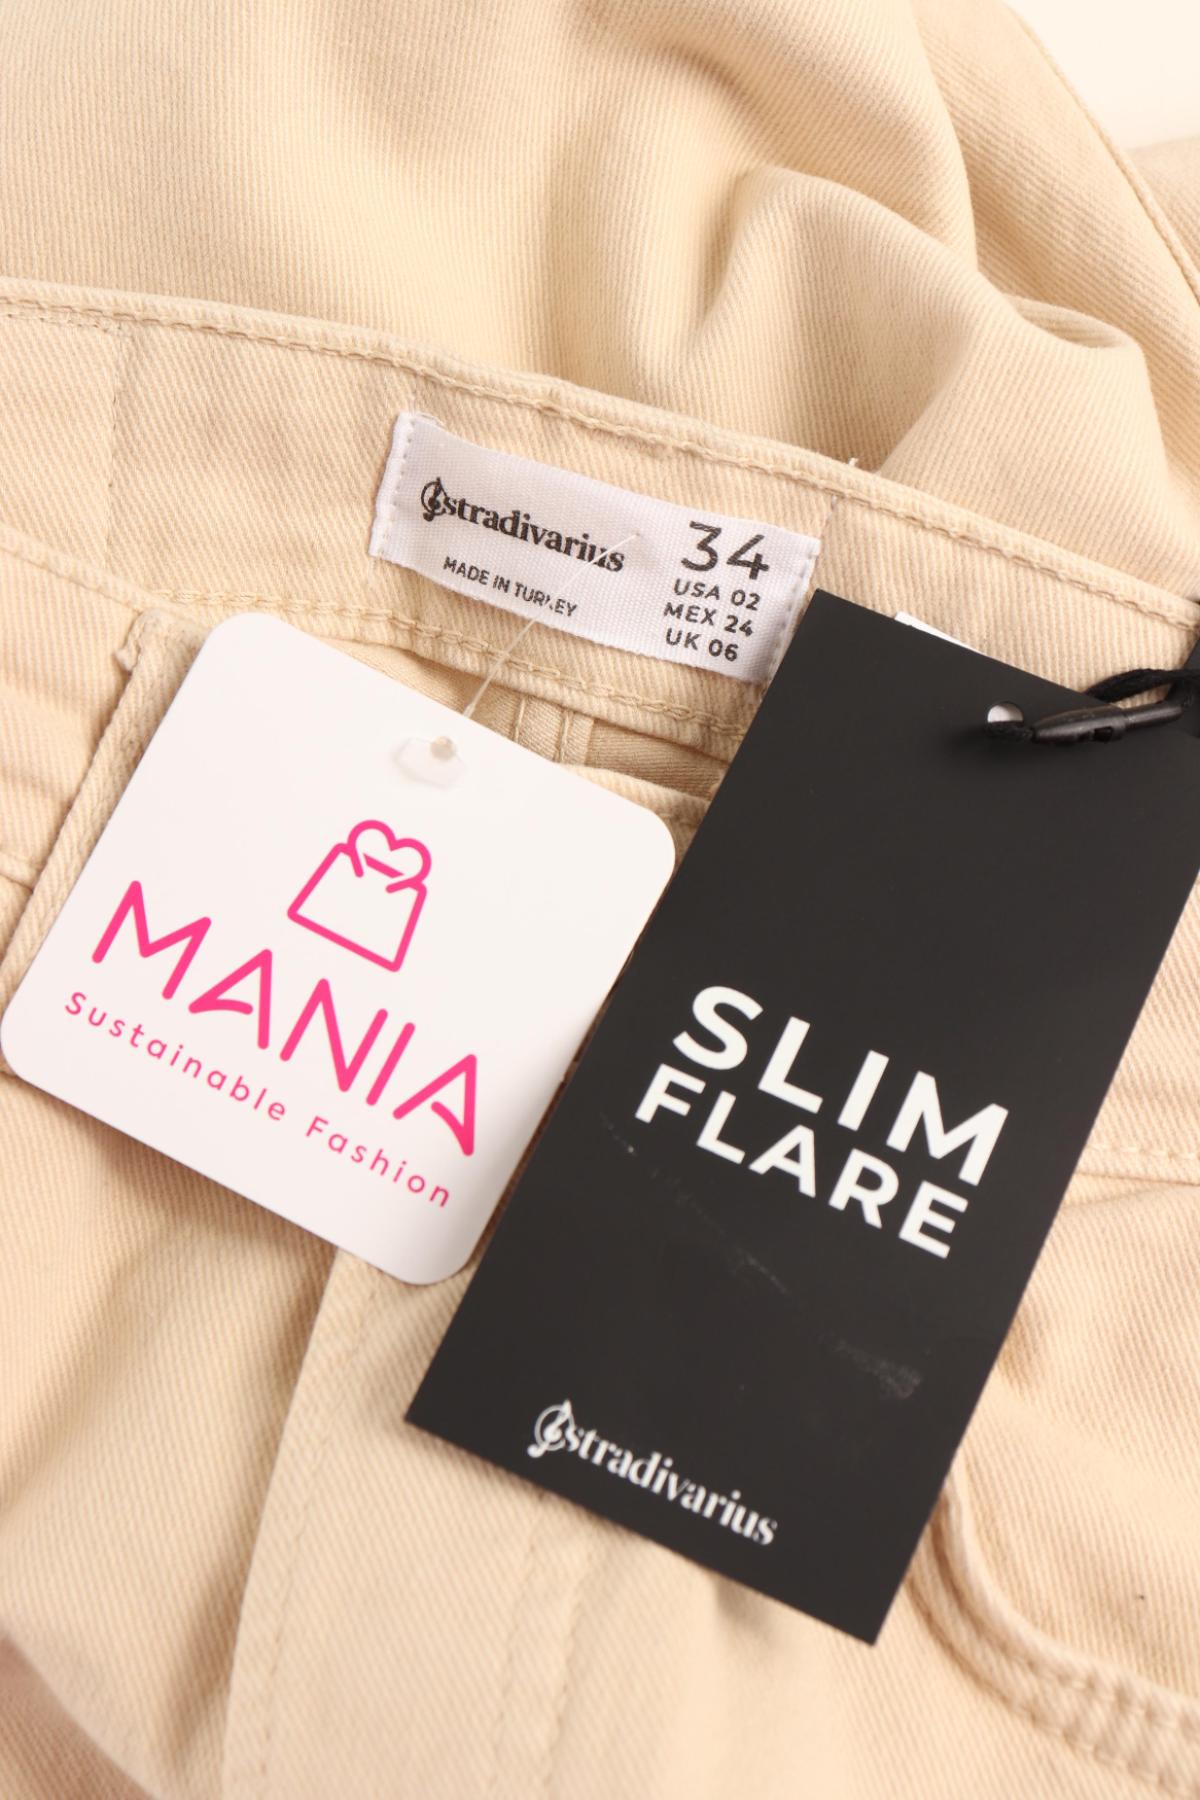 stradivarius
MADE IN TURKEY
34
USA 02
MEX 24
UK 06
MANIA
Sustainable Fashion
SLIM
FLARE
stradivarius